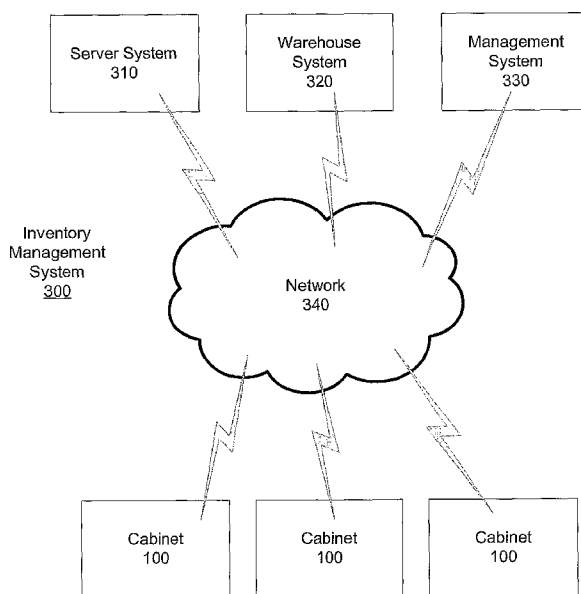 Server System
310
Warehouse
System
320
Management
System
330
Inventory
Management
System
300
Network
340
Cabinet
100
Cabinet
100
Cabinet
100